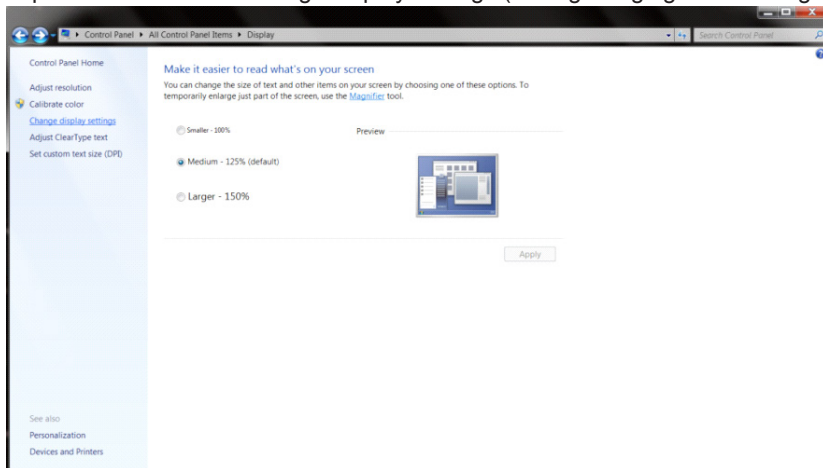 Control Panel ▸ All Control Panel Items ▸ Display
Search Control Panel
Control Panel Home
Adjust resolution
Calibrate color
Change display settings
Adjust ClearType text
Set custom text size (DPI)
See also
Personalization
Devices and Printers
Make it easier to read what's on your screen
You can change the size of text and other items on your screen by choosing one of these options. To
temporarily enlarge just part of the screen, use the Magnifier tool.
Smaller - 100%
Preview
Medium - 125% (default)
Larger - 150%
Apply